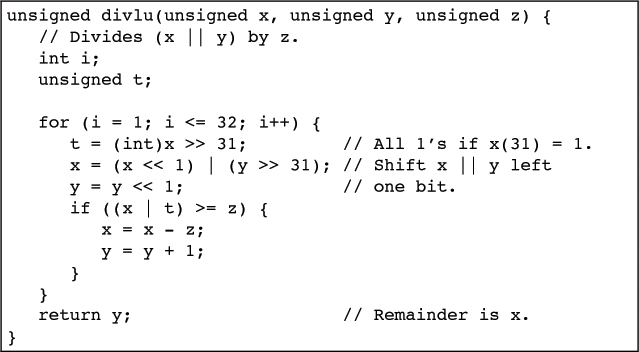 unsigned divlu(unsigned x, unsigned y, unsigned z) {
   // Divides (x || y) by z.
   int i;
   unsigned t;

   for (i = 1; i <= 32; i++) {
      t = (int)x >> 31;         // All 1's if x(31) = 1.
      x = (x << 1) | (y >> 31); // Shift x || y left
      y = y << 1;               // one bit.
      if ((x | t) >= z) {
         x = x - z;
         y = y + 1;
      }
   }
   return y;                    // Remainder is x.
}